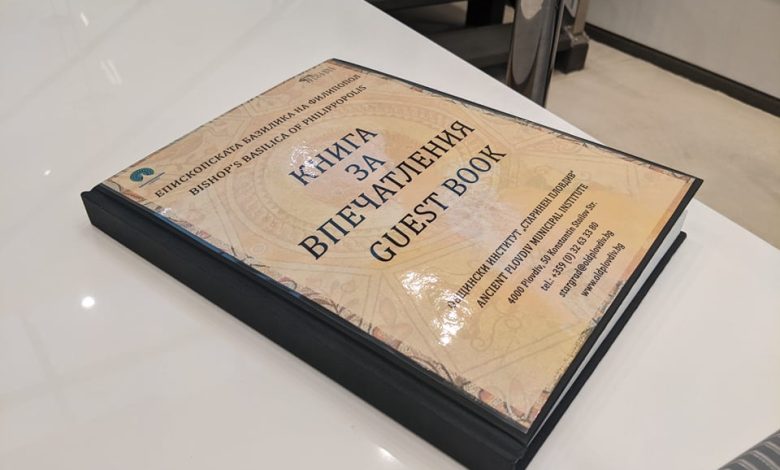 ЕПИСКОПСКАТА БАЗИЛИКА НА ФИЛИПОПОЛ
BISHOP'S BASILICA OF PHILIPPOPOLIS
КНИГА
ЗА
ВПЕЧАТЛЕНИЯ
GUEST BOOK
ОБЩИНСКИ ИНСТИТУТ „СТАРИНЕН ПЛОВДИВ“
ANCIENT PLOVDIV MUNICIPAL INSTITUTE
4000 Plovdiv, 50 Konstantin Stoilov Str.
tel.: +359 (0) 32 63 33 80
stargrad@oldplovdiv.bg
www.oldplovdiv.bg